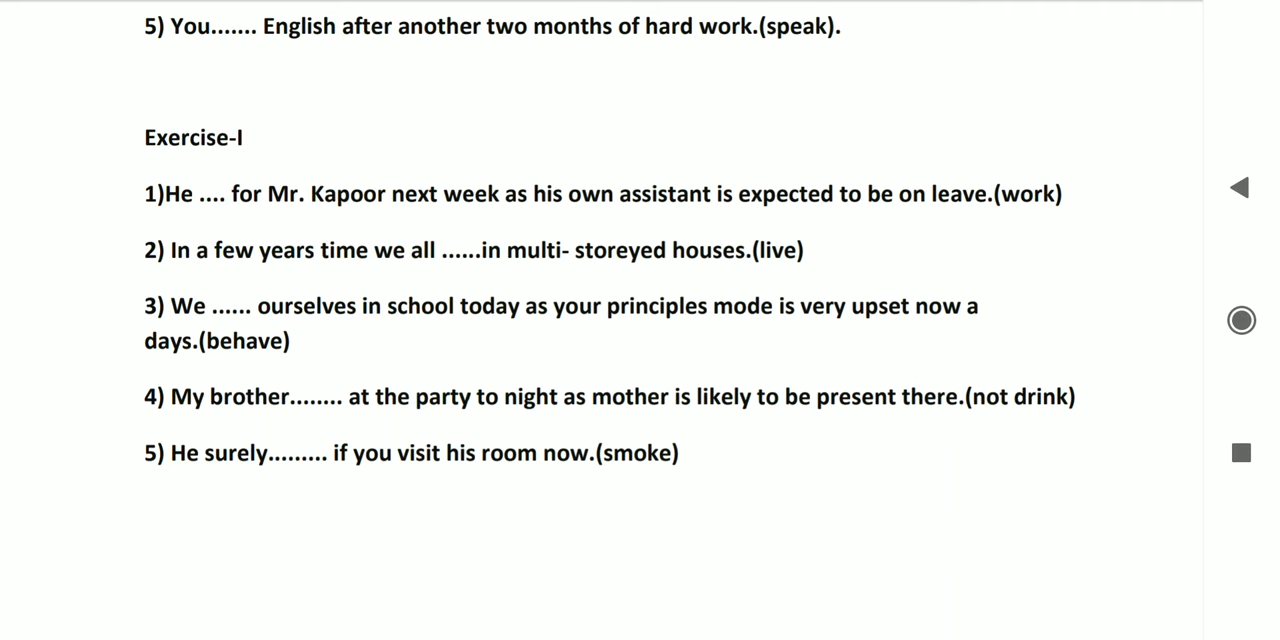 5) You....... English after another two months of hard work.(speak).
Exercise-I
1)He .... for Mr. Kapoor next week as his own assistant is expected to be on leave.(work)
2) In a few years time we all ......in multi- storeyed houses.(live)
3) We ...... ourselves in school today as your principles mode is very upset now a
days.(behave)
4) My brother........ at the party to night as mother is likely to be present there.(not drink)
5) He surely......... if you visit his room now.(smoke)